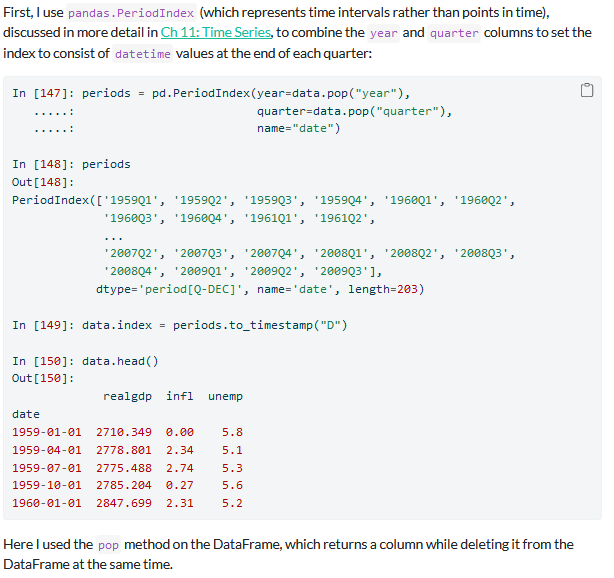 First, I use pandas.PeriodIndex (which represents time intervals rather than points in time),
discussed in more detail in Ch 11: Time Series, to combine the year and quarter columns to set the
index to consist of datetime values at the end of each quarter:
In [147]: periods = pd.PeriodIndex(year=data.pop("year"),
   .....:                          quarter=data.pop("quarter"),
   .....:                          name="date")
In [148]: periods
Out[148]:
PeriodIndex(['1959Q1', '1959Q2', '1959Q3', '1959Q4', '1960Q1', '1960Q2',
             '1960Q3', '1960Q4', '1961Q1', '1961Q2',
             ...
             '2007Q2', '2007Q3', '2007Q4', '2008Q1', '2008Q2', '2008Q3',
             '2008Q4', '2009Q1', '2009Q2', '2009Q3'],
            dtype='period[Q-DEC]', name='date', length=203)
In [149]: data.index = periods.to_timestamp("D")
In [150]: data.head()
Out[150]:
             realgdp  infl  unemp
date
1959-01-01  2710.349  0.00    5.8
1959-04-01  2778.801  2.34    5.1
1959-07-01  2775.488  2.74    5.3
1959-10-01  2785.204  0.27    5.6
1960-01-01  2847.699  2.31    5.2
Here I used the pop method on the DataFrame, which returns a column while deleting it from the
DataFrame at the same time.